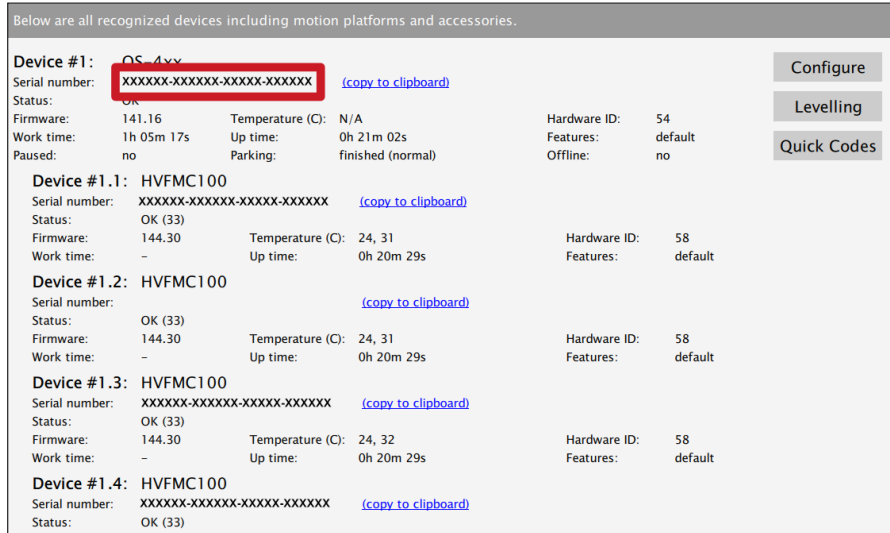 Below are all recognized devices including motion platforms and accessories.
Device #1: QS-4xx
Serial number: XXXXXX-XXXXXX-XXXXX-XXXXXX (copy to clipboard)
Configure
Status: OK
Levelling
Firmware: 141.16 Temperature (C): N/A Hardware ID: 54
Work time: 1h 05m 17s Up time: 0h 21m 02s Features: default
Quick Codes
Paused: no Parking: finished (normal) Offline: no
Device #1.1: HVFMC100
Serial number: XXXXXX-XXXXXX-XXXXX-XXXXXX (copy to clipboard)
Status: OK (33)
Firmware: 144.30 Temperature (C): 24, 31 Hardware ID: 58
Work time: – Up time: 0h 20m 29s Features: default
Device #1.2: HVFMC100
Serial number: (copy to clipboard)
Status: OK (33)
Firmware: 144.30 Temperature (C): 24, 31 Hardware ID: 58
Work time: – Up time: 0h 20m 29s Features: default
Device #1.3: HVFMC100
Serial number: XXXXXX-XXXXXX-XXXXX-XXXXXX (copy to clipboard)
Status: OK (33)
Firmware: 144.30 Temperature (C): 24, 32 Hardware ID: 58
Work time: – Up time: 0h 20m 29s Features: default
Device #1.4: HVFMC100
Serial number: XXXXXX-XXXXXX-XXXXX-XXXXXX (copy to clipboard)
Status: OK (33)